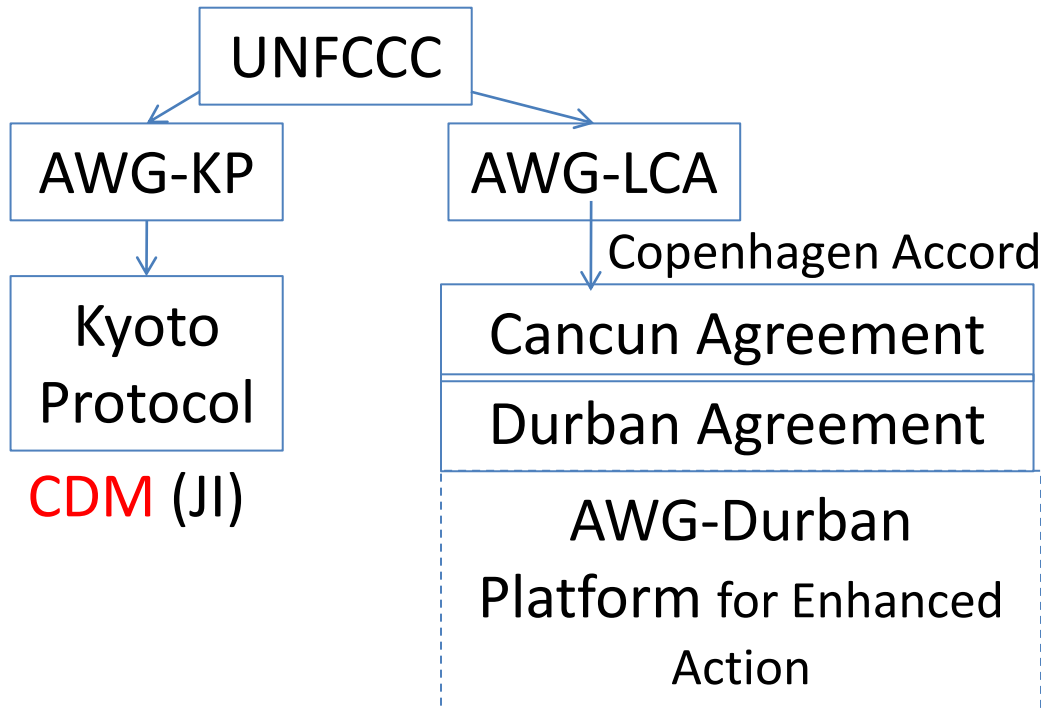 UNFCCC
AWG-KP
AWG-LCA
Copenhagen Accord
Kyoto
Protocol
CDM (JI)
Cancun Agreement
Durban Agreement
AWG-Durban
Platform for Enhanced
Action